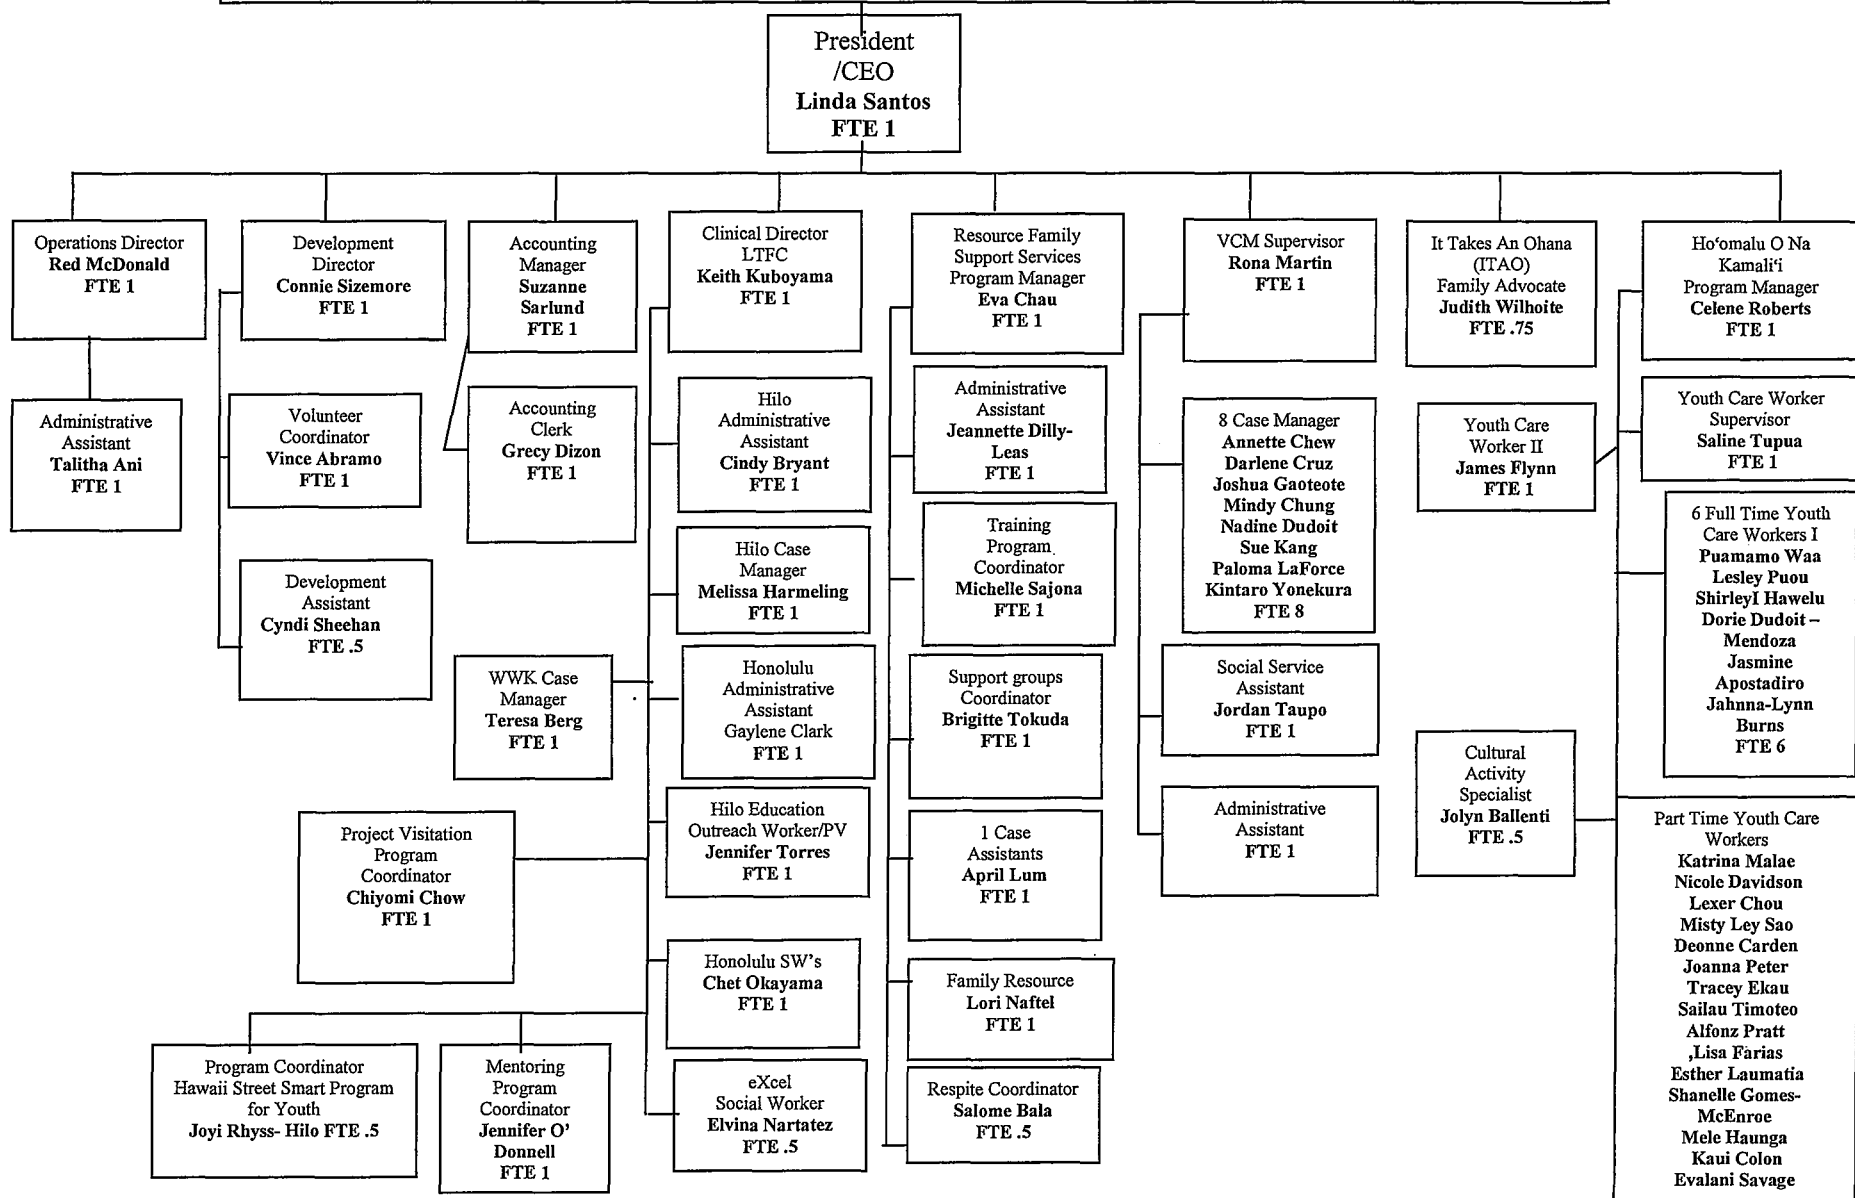 President
/CEO
Linda Santos
FTE 1
Operations Director
Red McDonald
FTE 1
Administrative
Assistant
Talitha Ani
FTE 1
Development
Director
Connie Sizemore
FTE 1
Volunteer
Coordinator
Vince Abramo
FTE 1
Development
Assistant
Cyndi Sheehan
FTE .5
Accounting
Manager
Suzanne
Sarlund
FTE 1
Accounting
Clerk
Grecy Dizon
FTE 1
Clinical Director
LTFC
Keith Kuboyama
FTE 1
Hilo
Administrative
Assistant
Cindy Bryant
FTE 1
Hilo Case
Manager
Melissa Harmeling
FTE 1
WWK Case
Manager
Teresa Berg
FTE 1
Honolulu
Administrative
Assistant
Gaylene Clark
FTE 1
Hilo Education
Outreach Worker/PV
Jennifer Torres
FTE 1
Project Visitation
Program
Coordinator
Chiyomi Chow
FTE 1
Honolulu SW's
Chet Okayama
FTE 1
Program Coordinator
Hawaii Street Smart Program
for Youth
Joyi Rhyss- Hilo FTE .5
Mentoring
Program
Coordinator
Jennifer O'
Donnell
FTE 1
eXcel
Social Worker
Elvina Nartatez
FTE .5
Resource Family
Support Services
Program Manager
Eva Chau
FTE 1
Administrative
Assistant
Jeannette Dilly-
Leas
FTE 1
Training
Program
Coordinator
Michelle Sajona
FTE 1
Support groups
Coordinator
Brigitte Tokuda
FTE 1
1 Case
Assistants
April Lum
FTE 1
Family Resource
Lori Naftel
FTE 1
Respite Coordinator
Salome Bala
FTE .5
VCM Supervisor
Rona Martin
FTE 1
8 Case Manager
Annette Chew
Darlene Cruz
Joshua Gaoteote
Mindy Chung
Nadine Dudoit
Sue Kang
Paloma LaForce
Kintaro Yonekura
FTE 8
Social Service
Assistant
Jordan Taupo
FTE 1
Administrative
Assistant
FTE 1
It Takes An Ohana
(ITAO)
Family Advocate
Judith Wilhoite
FTE .75
Hoʻomalu O Na
Kamaliʻi
Program Manager
Celene Roberts
FTE 1
Youth Care
Worker II
James Flynn
FTE 1
Youth Care Worker
Supervisor
Saline Tupua
FTE 1
6 Full Time Youth
Care Workers I
Puamamo Waa
Lesley Puou
ShirleyI Hawelu
Dorie Dudoit –
Mendoza
Jasmine
Apostadiro
Jahnna-Lynn
Burns
FTE 6
Cultural
Activity
Specialist
Jolyn Ballenti
FTE .5
Part Time Youth Care
Workers
Katrina Malae
Nicole Davidson
Lexer Chou
Misty Ley Sao
Deonne Carden
Joanna Peter
Tracey Ekau
Sailau Timoteo
Alfonz Pratt
,Lisa Farias
Esther Laumatia
Shanelle Gomes-
McEnroe
Mele Haunga
Kaui Colon
Evalani Savage